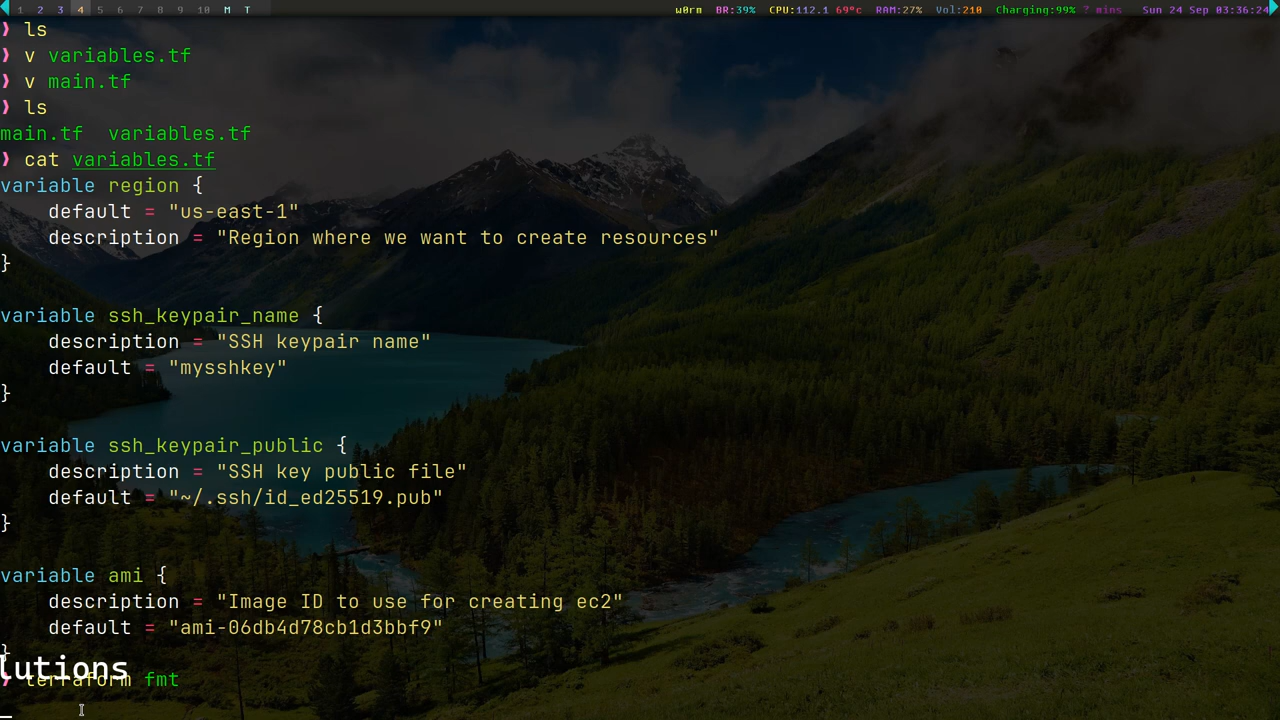 1 2 3 4 5 6 7 8 9 10 M T w0rm BR:39% CPU:112.1 69°c RAM:27% Vol:210 Charging:99% ? mins Sun 24 Sep 03:36:24
❯ ls
❯ v variables.tf
❯ v main.tf
❯ ls
main.tf variables.tf
❯ cat variables.tf
variable region {
default = "us-east-1"
description = "Region where we want to create resources"
}
variable ssh_keypair_name {
description = "SSH keypair name"
default = "mysshkey"
}
variable ssh_keypair_public {
description = "SSH key public file"
default = "~/.ssh/id_ed25519.pub"
}
variable ami {
description = "Image ID to use for creating ec2"
default = "ami-06db4d78cb1d3bbf9"
}
lutions
❯ terraform fmt